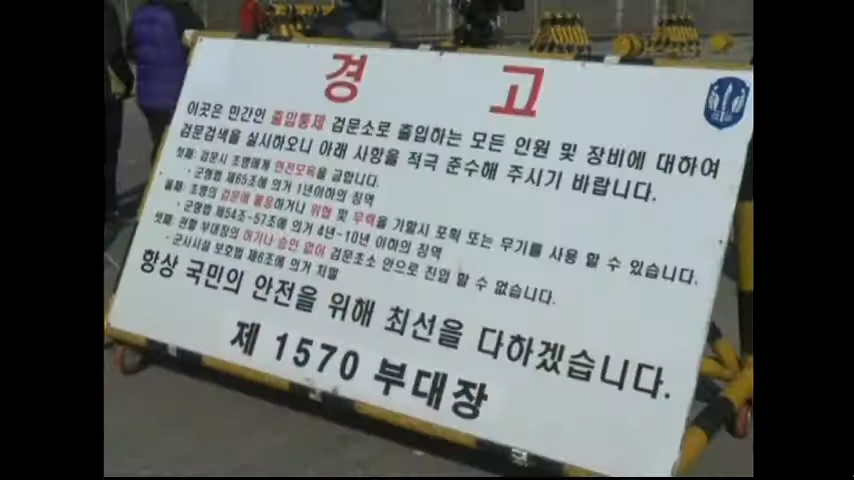 경 고
이곳은 민간인 출입통제 검문소로 출입하는 모든 인원 및 장비에 대하여
검문검색을 실시하오니 아래 사항을 적극 준수해 주시기 바랍니다.
첫째: 검문시 조병에게 면전모욕을 금합니다.
· 군형법 제65조에 의거 1년이하의 징역
둘째: 조병의 검문에 불응하거나 위협 및 무력을 가할시 포획 또는 무기를 사용 할 수 있습니다.
· 군형법 제54조~57조에 의거 4년~10년 이하의 징역
셋째: 관할 부대장의 허가나 승인 없이 검문조소 안으로 진입 할 수 없습니다.
· 군사시설 보호법 제6조에 의거 처벌
항상 국민의 안전을 위해 최선을 다하겠습니다.
제 1570 부대장